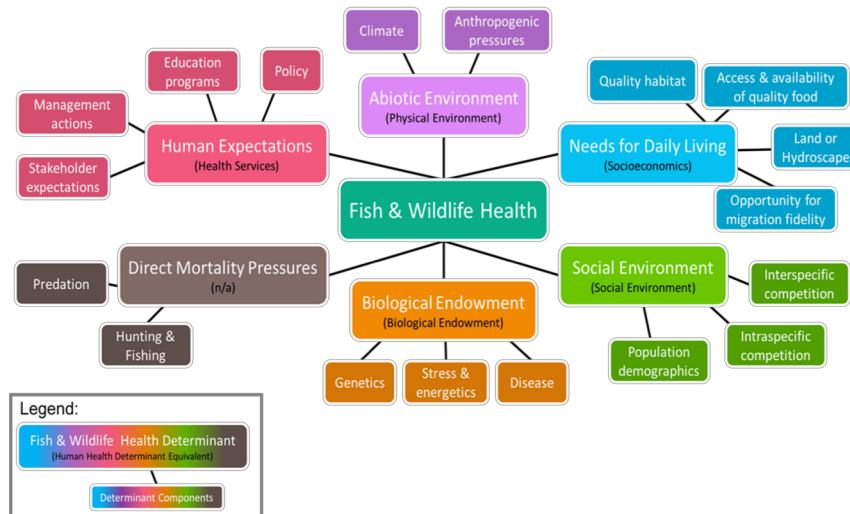 Climate
Anthropogenic
pressures
Education
programs
Policy
Management
actions
Stakeholder
expectations
Human Expectations
(Health Services)
Abiotic Environment
(Physical Environment)
Quality habitat
Access & availability
of quality food
Land or
Hydroscape
Opportunity for
migration fidelity
Needs for Daily Living
(Socioeconomics)
Fish & Wildlife Health
Direct Mortality Pressures
(n/a)
Predation
Hunting &
Fishing
Biological Endowment
(Biological Endowment)
Genetics
Stress &
energetics
Disease
Social Environment
(Social Environment)
Interspecific
competition
Intraspecific
competition
Population
demographics
Legend:
Fish & Wildlife Health Determinant
(Human Health Determinant Equivalent)
Determinant Components